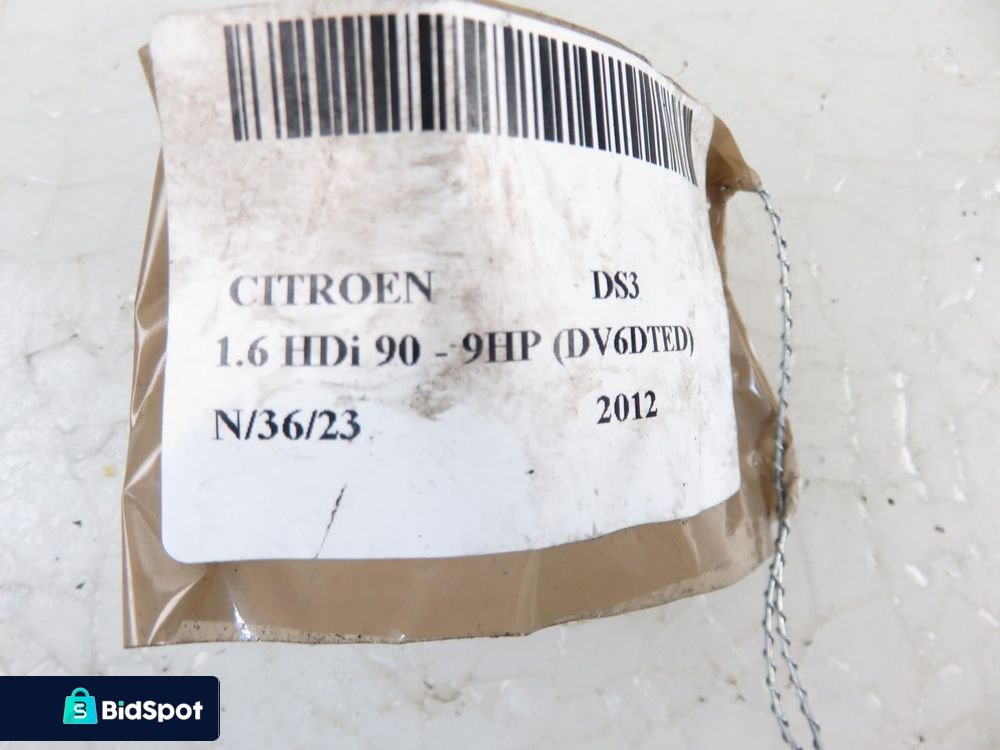 CITROEN DS3
1.6 HDi 90 - 9HP (DV6DTED)
N/36/23 2012
S BidSpot